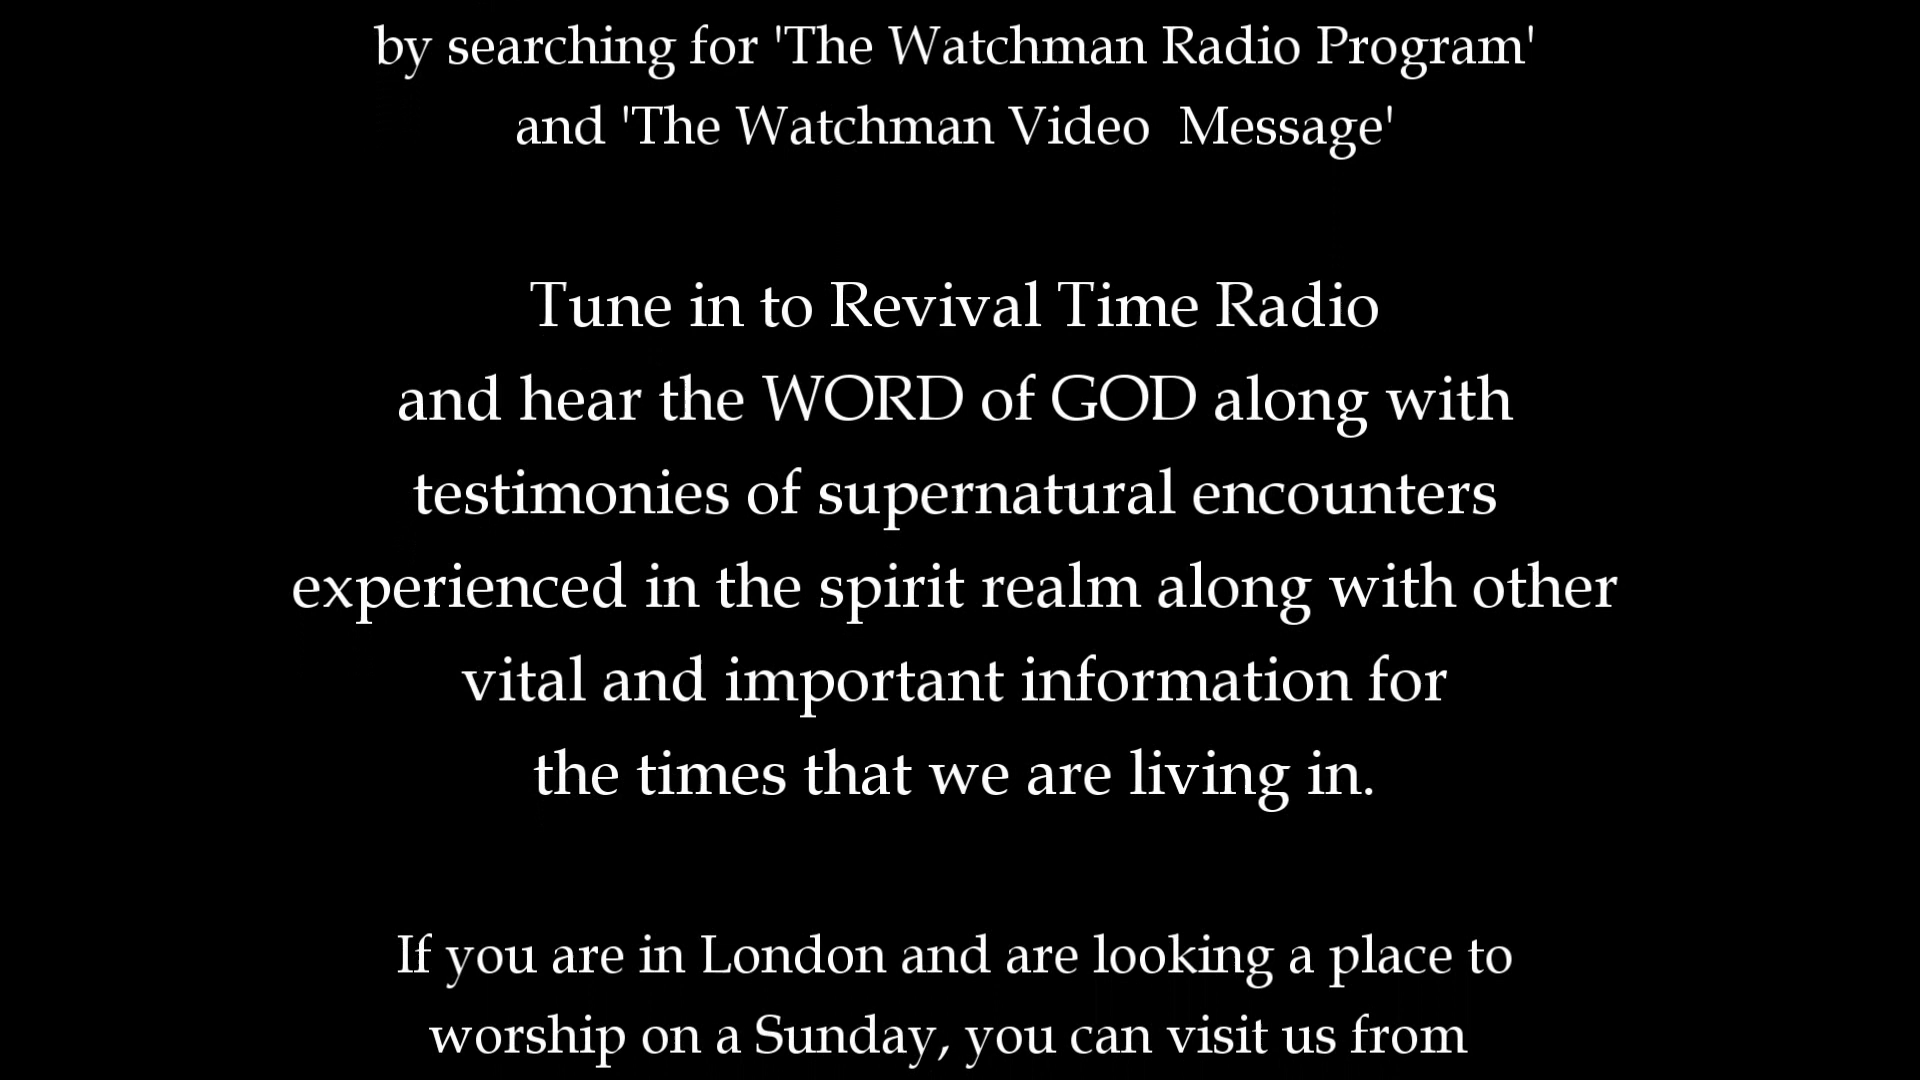 by searching for 'The Watchman Radio Program'
and 'The Watchman Video  Message'
Tune in to Revival Time Radio
and hear the WORD of GOD along with
testimonies of supernatural encounters
experienced in the spirit realm along with other
vital and important information for
the times that we are living in.
If you are in London and are looking a place to
worship on a Sunday, you can visit us from